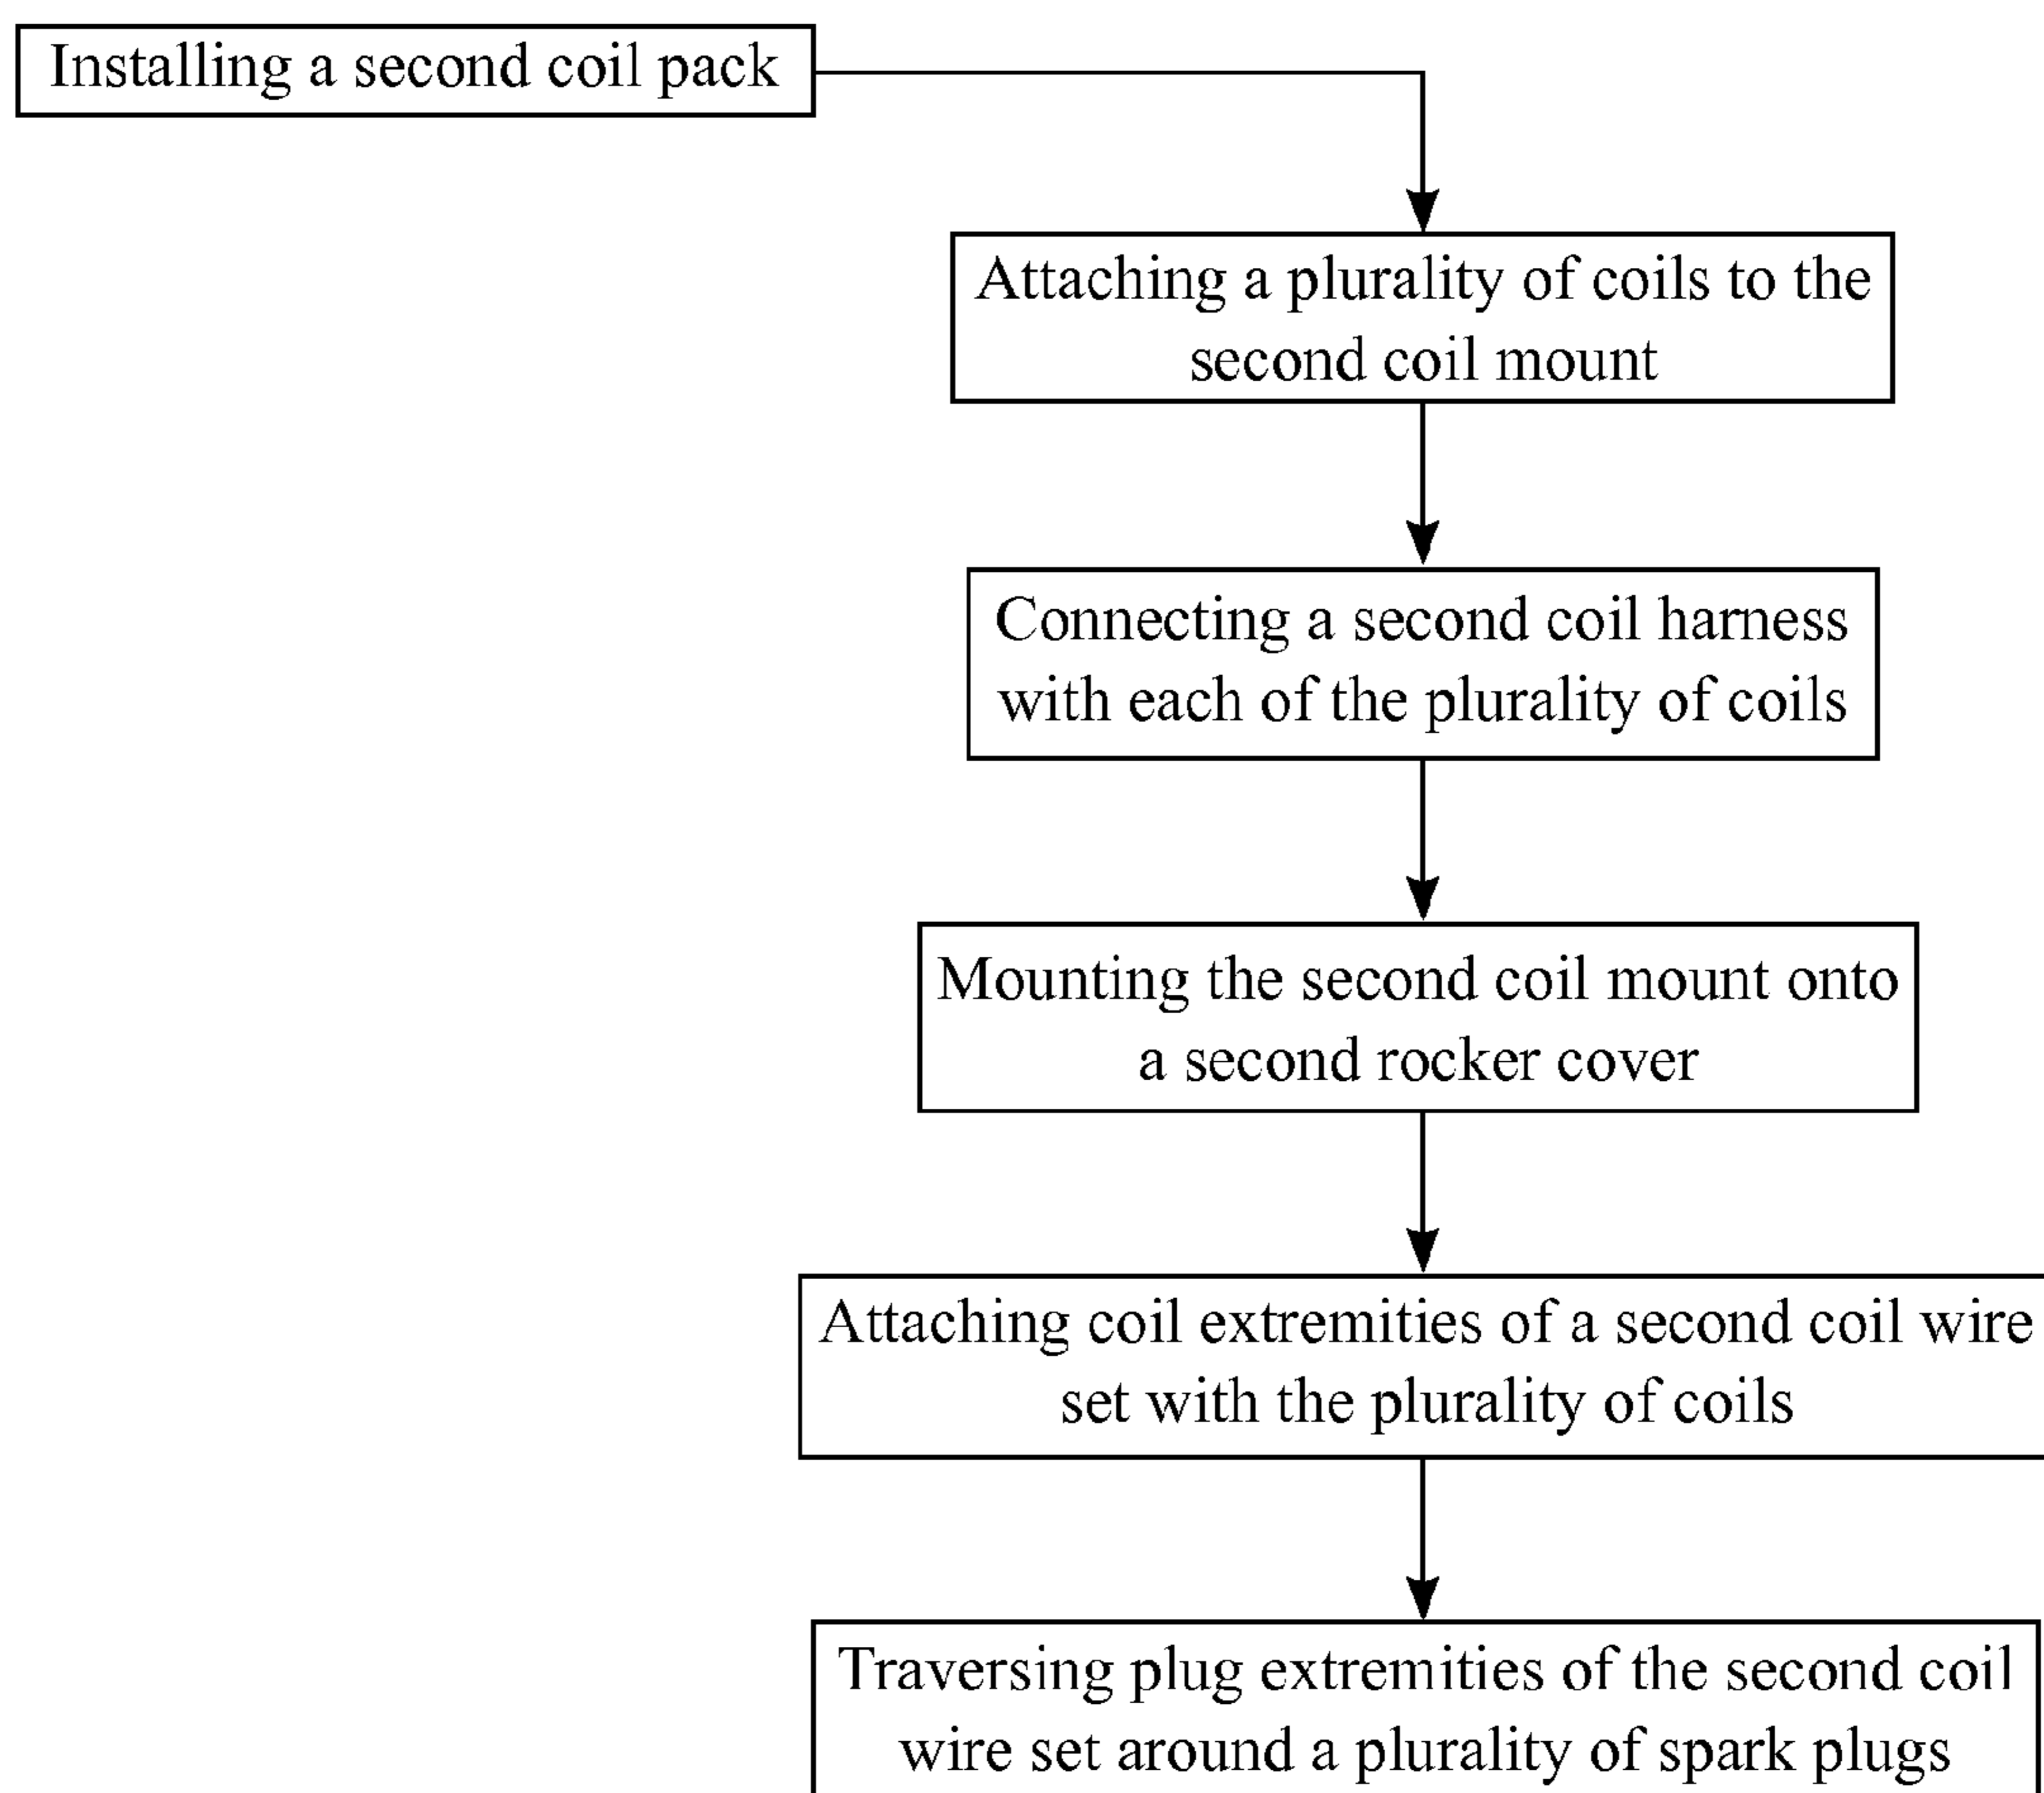 Installing a second coil pack
Attaching a plurality of coils to the
second coil mount
Connecting a second coil harness
with each of the plurality of coils
Mounting the second coil mount onto
a second rocker cover
Attaching coil extremities of a second coil wire
set with the plurality of coils
Traversing plug extremities of the second coil
wire set around a plurality of spark plugs